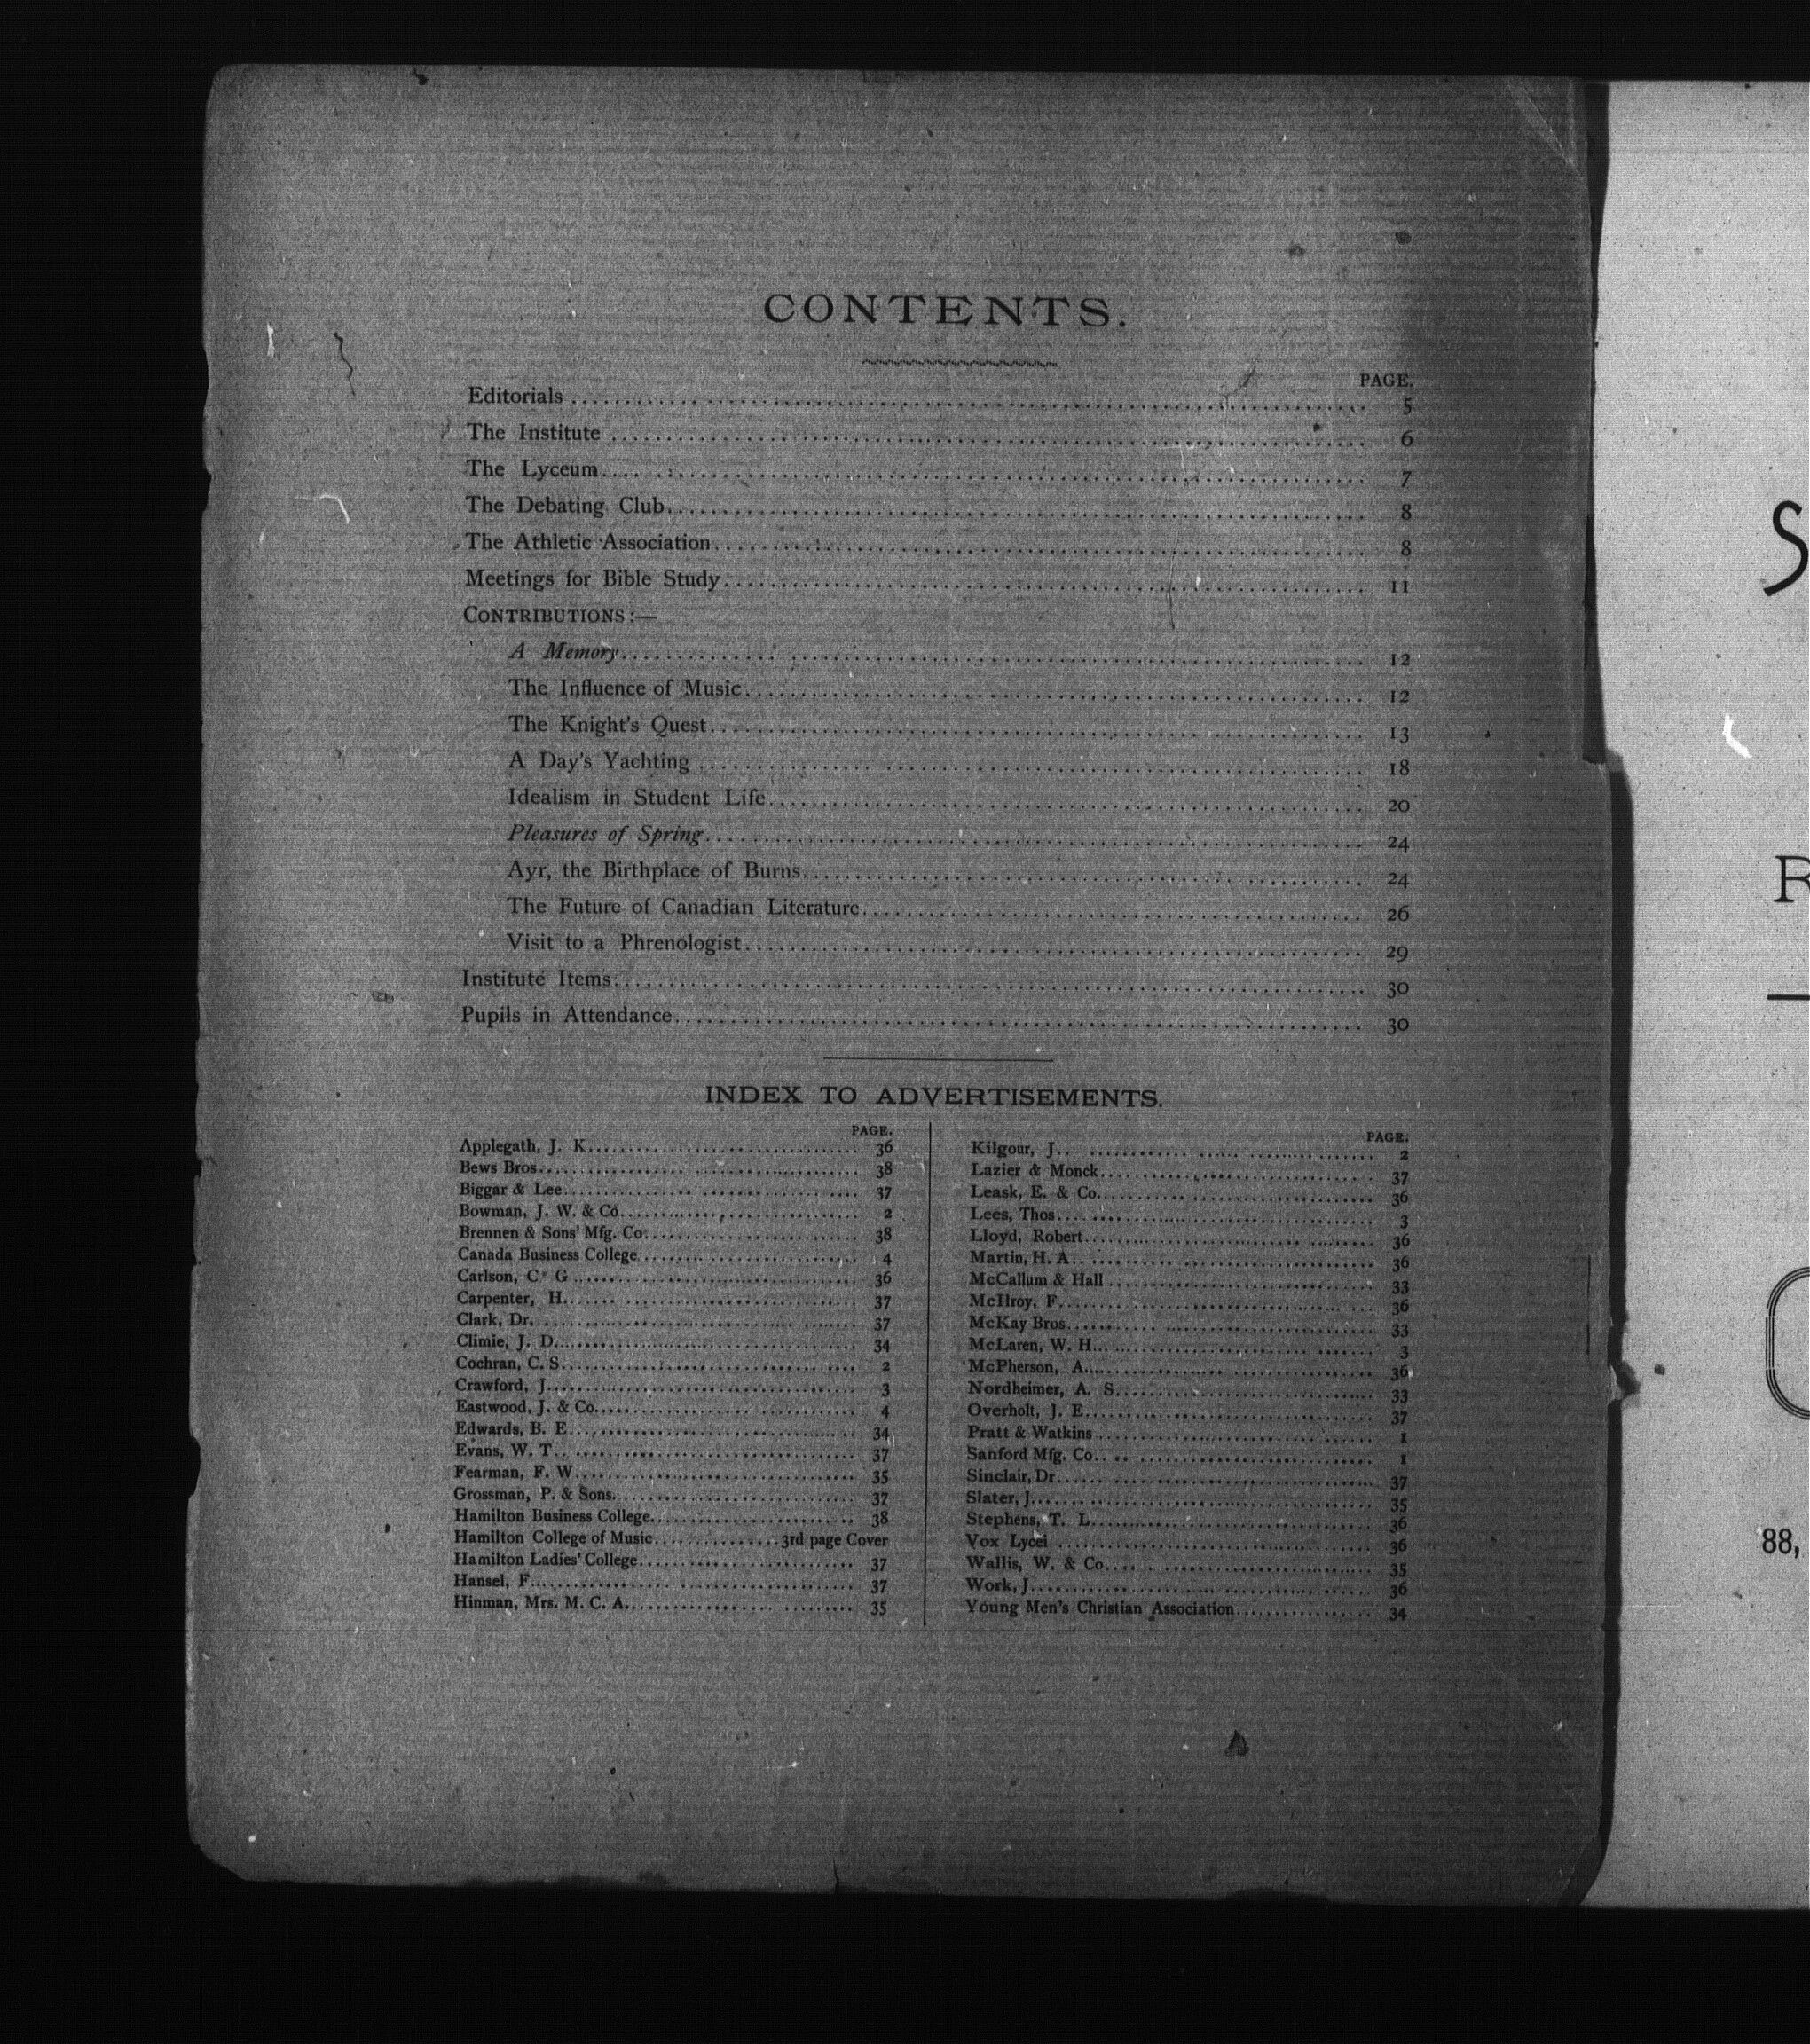 CONTENTS.
PAGE.
Editorials 5
The Institute 6
The Lyceum 7
The Debating Club 8
The Athletic Association 8
Meetings for Bible Study 11
CONTRIBUTIONS:—
A Memory 12
The Influence of Music 12
The Knight's Quest 13
A Day's Yachting 18
Idealism in Student Life 20
Pleasures of Spring 24
Ayr, the Birthplace of Burns 24
The Future of Canadian Literature 26
Visit to a Phrenologist 29
Institute Items 30
Pupils in Attendance 30
INDEX TO ADVERTISEMENTS.
PAGE.
Applegath, J. K. 36
Bews Bros. 38
Biggar & Lee 37
Bowman, J. W. & Co. 2
Brennen & Sons' Mfg. Co. 38
Canada Business College 4
Carlson, C. G 36
Carpenter, H. 37
Clark, Dr. 37
Climie, J. D. 34
Cochran, C. S. 2
Crawford, J. 3
Eastwood, J. & Co. 4
Edwards, B. E. 34
Evans, W. T. 37
Fearman, F. W. 35
Grossman, P. & Sons. 37
Hamilton Business College. 38
Hamilton College of Music 3rd page Cover
Hamilton Ladies' College 37
Hansel, F. 37
Hinman, Mrs. M. C. A. 35
PAGE.
Kilgour, J. 2
Lazier & Monck 37
Leask, E. & Co. 36
Lees, Thos. 3
Lloyd, Robert 36
Martin, H. A. 36
McCallum & Hall 33
McIlroy, F. 36
McKay Bros. 33
McLaren, W. H. 3
McPherson, A. 36
Nordheimer, A. S. 33
Overholt, J. E. 37
Pratt & Watkins 1
Sanford Mfg. Co. 1
Sinclair, Dr. 37
Slater, J. 35
Stephens, T. L. 36
Vox Lycei 36
Wallis, W. & Co. 35
Work, J. 36
Young Men's Christian Association 34
S
R
88,